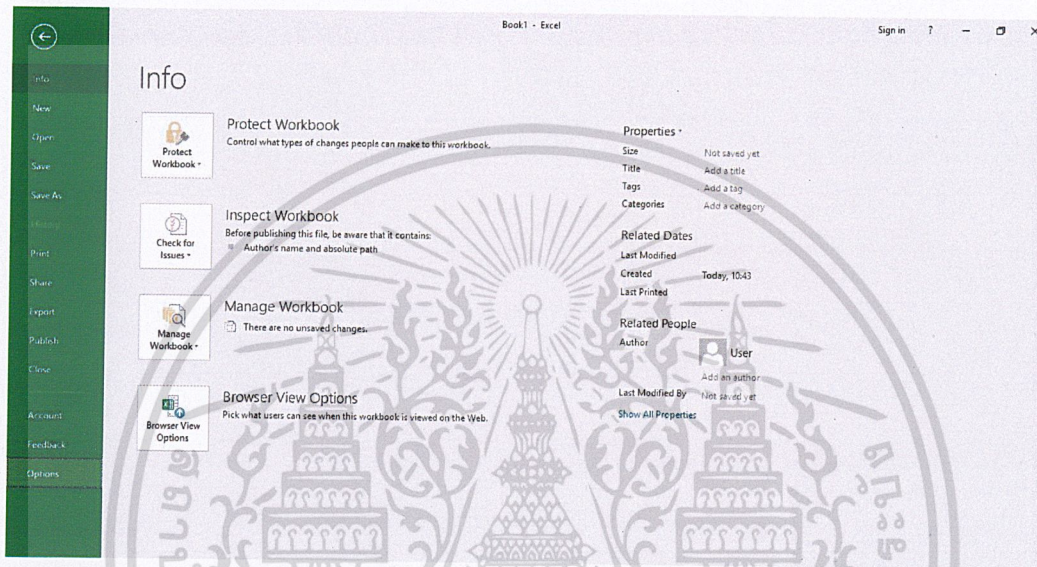 Book1 - Excel
Sign in ?
Info
New
Open
Save
Save As
History
Print
Share
Export
Publish
Close
Account
Feedback
Options
Info
Protect Workbook
Protect Workbook
Control what types of changes people can make to this workbook.
Check for Issues
Inspect Workbook
Before publishing this file, be aware that it contains:
Author's name and absolute path
Manage Workbook
Manage Workbook
There are no unsaved changes.
Browser View Options
Browser View Options
Pick what users can see when this workbook is viewed on the Web.
Properties
Size Not saved yet
Title Add a title
Tags Add a tag
Categories Add a category
Related Dates
Last Modified
Created Today, 10:43
Last Printed
Related People
Author User
Add an author
Last Modified By Not saved yet
Show All Properties